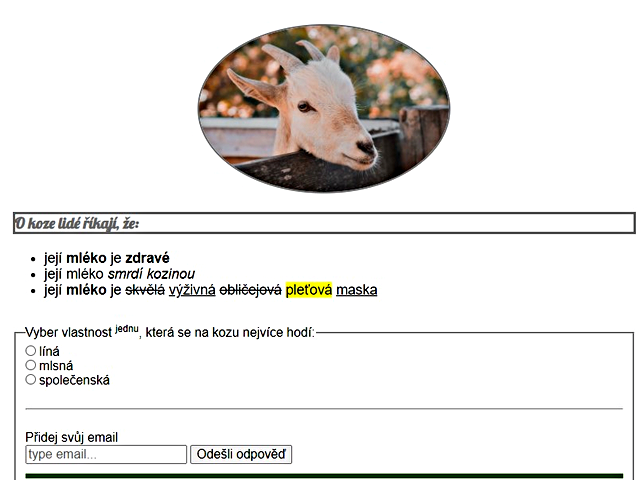 O koze lidé říkají, že:
její mléko je zdravé
její mléko smrdí kozinou
její mléko je skvělá výživná obličejová pleťová maska
Vyber vlastnost jednu, která se na kozu nejvíce hodí:
líná
mlsná
společenská
Přidej svůj email
type email... Odešli odpověď